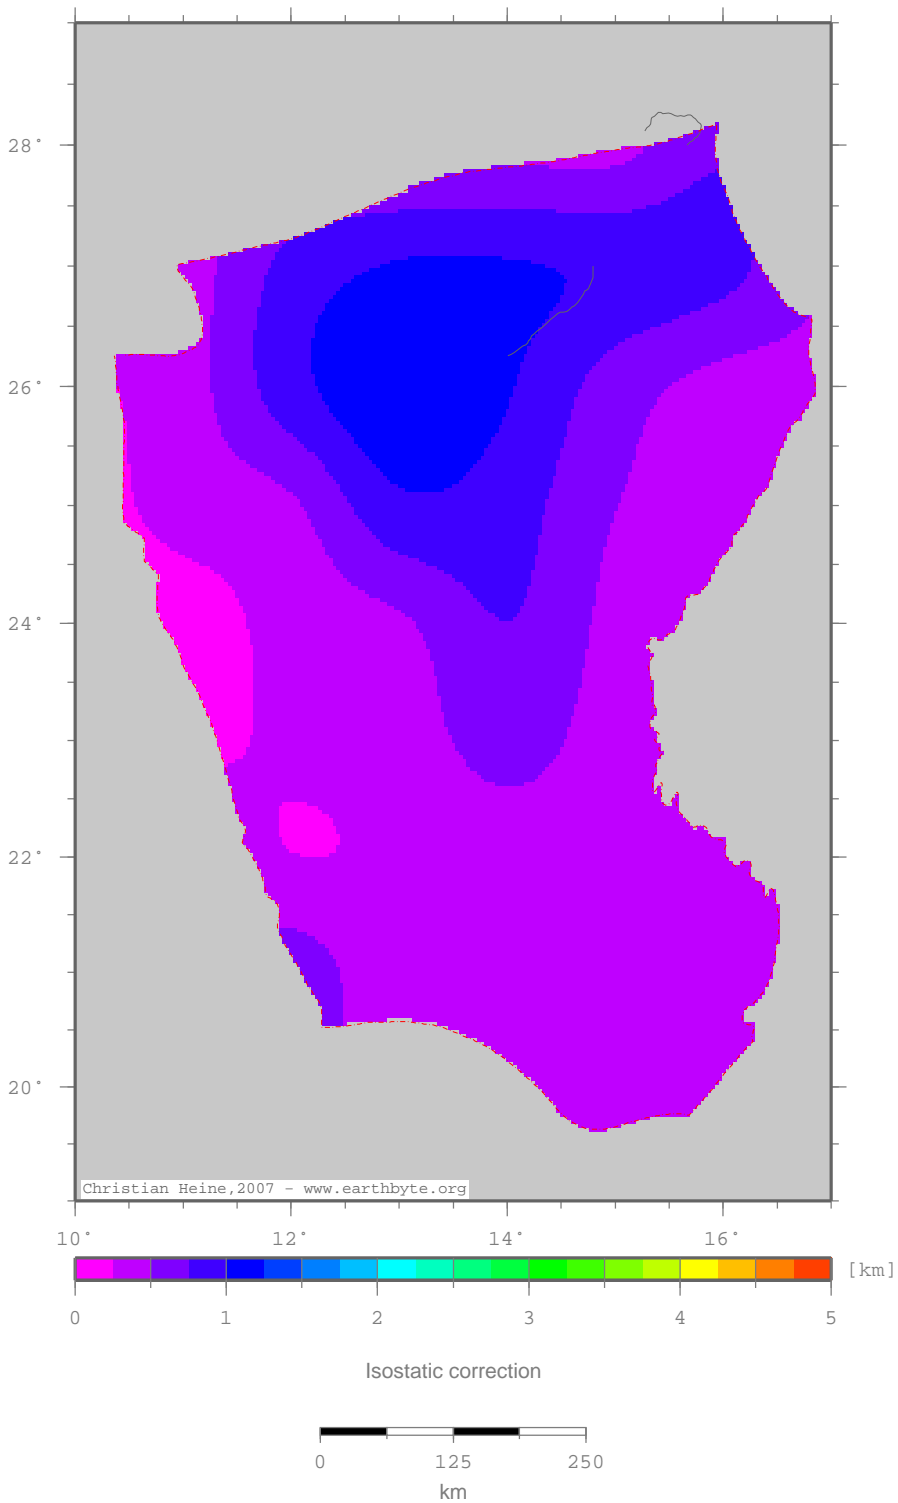 28°
26°
24°
22°
20°
Christian Heine,2007 - www.earthbyte.org
10° 12° 14° 16°
[km]
0 1 2 3 4 5
Isostatic correction
0 125 250
km